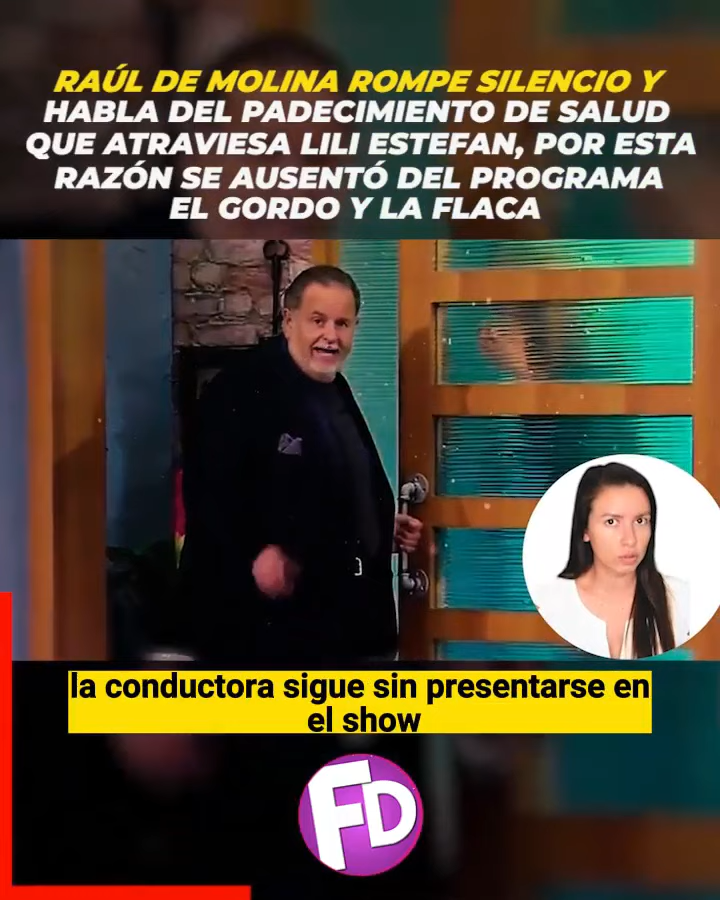 RAÚL DE MOLINA ROMPE SILENCIO Y
HABLA DEL PADECIMIENTO DE SALUD
QUE ATRAVIESA LILI ESTEFAN, POR ESTA
RAZÓN SE AUSENTÓ DEL PROGRAMA
EL GORDO Y LA FLACA
la conductora sigue sin presentarse en
el show
FD